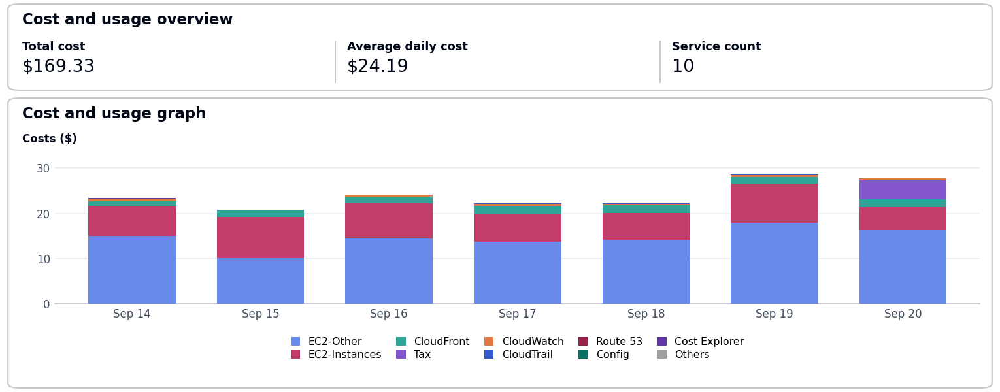 Cost and usage overview
Total cost
$169.33
Average daily cost
$24.19
Service count
10
Cost and usage graph
Costs ($)
30
20
10
0
Sep 14 Sep 15 Sep 16 Sep 17 Sep 18 Sep 19 Sep 20
EC2-Other CloudFront CloudWatch Route 53 Cost Explorer
EC2-Instances Tax CloudTrail Config Others